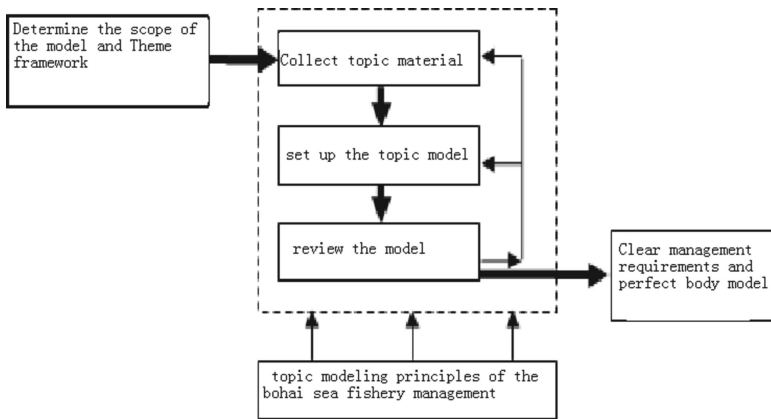 Determine the scope of
the model and Theme
framework
Collect topic material
set up the topic model
review the model
Clear management
requirements and
perfect body model
topic modeling principles of the
bohai sea fishery management